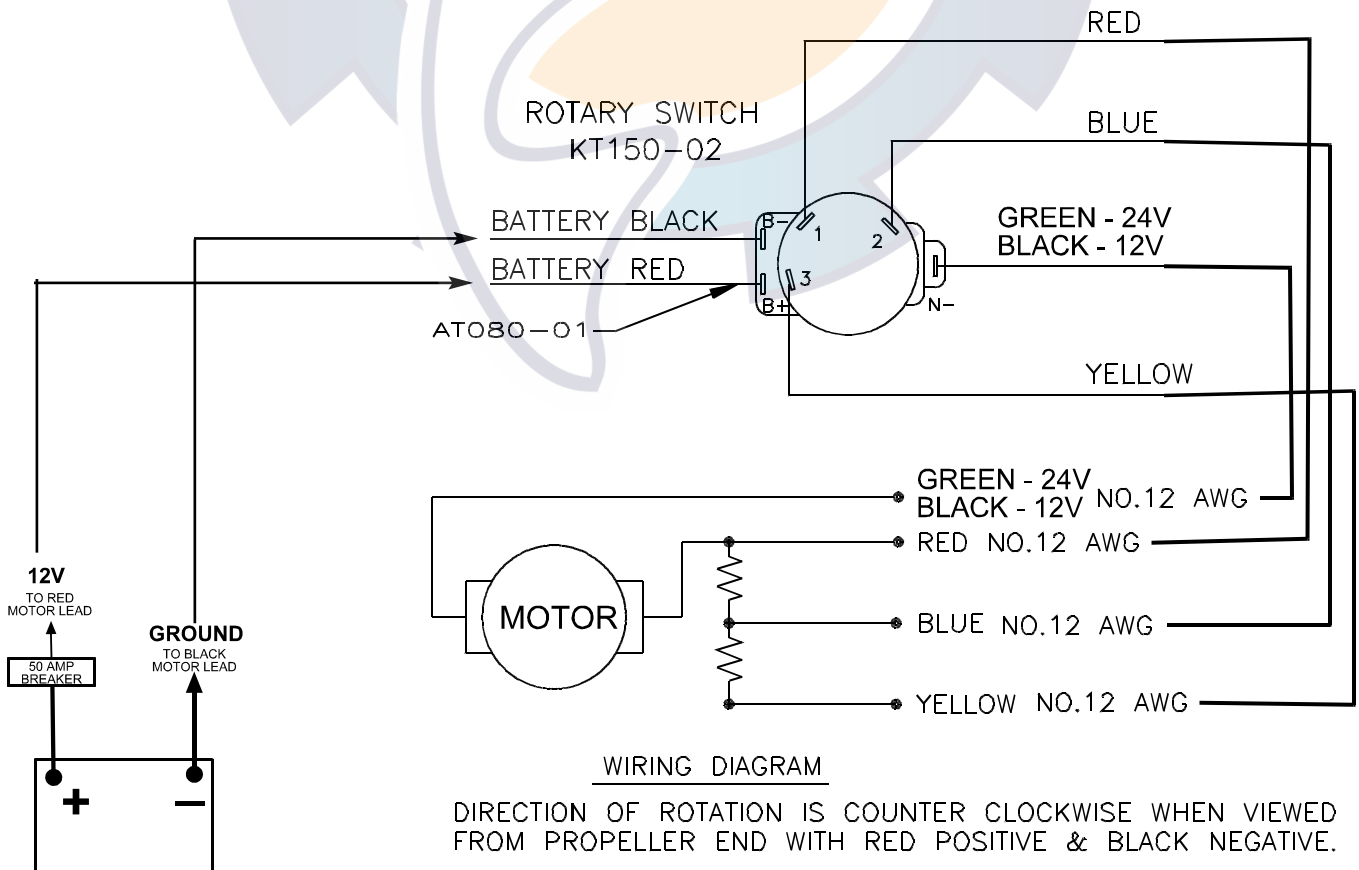 RED
BLUE
ROTARY SWITCH
KT150-02
BATTERY BLACK
BATTERY RED
AT080-01
B-
B+
1
2
3
N-
GREEN - 24V
BLACK - 12V
YELLOW
GREEN - 24V
BLACK - 12V
NO.12 AWG
RED NO.12 AWG
BLUE NO.12 AWG
YELLOW NO.12 AWG
MOTOR
12V
TO RED
MOTOR LEAD
50 AMP
BREAKER
GROUND
TO BLACK
MOTOR LEAD
+
−
WIRING DIAGRAM
DIRECTION OF ROTATION IS COUNTER CLOCKWISE WHEN VIEWED
FROM PROPELLER END WITH RED POSITIVE & BLACK NEGATIVE.